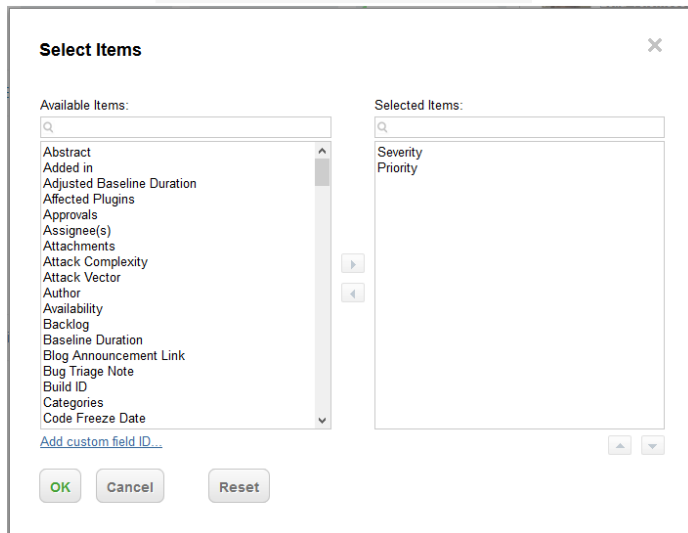 Select Items
Available Items:
Selected Items:
Abstract
Added in
Adjusted Baseline Duration
Affected Plugins
Approvals
Assignee(s)
Attachments
Attack Complexity
Attack Vector
Author
Availability
Backlog
Baseline Duration
Blog Announcement Link
Bug Triage Note
Build ID
Categories
Code Freeze Date
Severity
Priority
Add custom field ID...
OK
Cancel
Reset